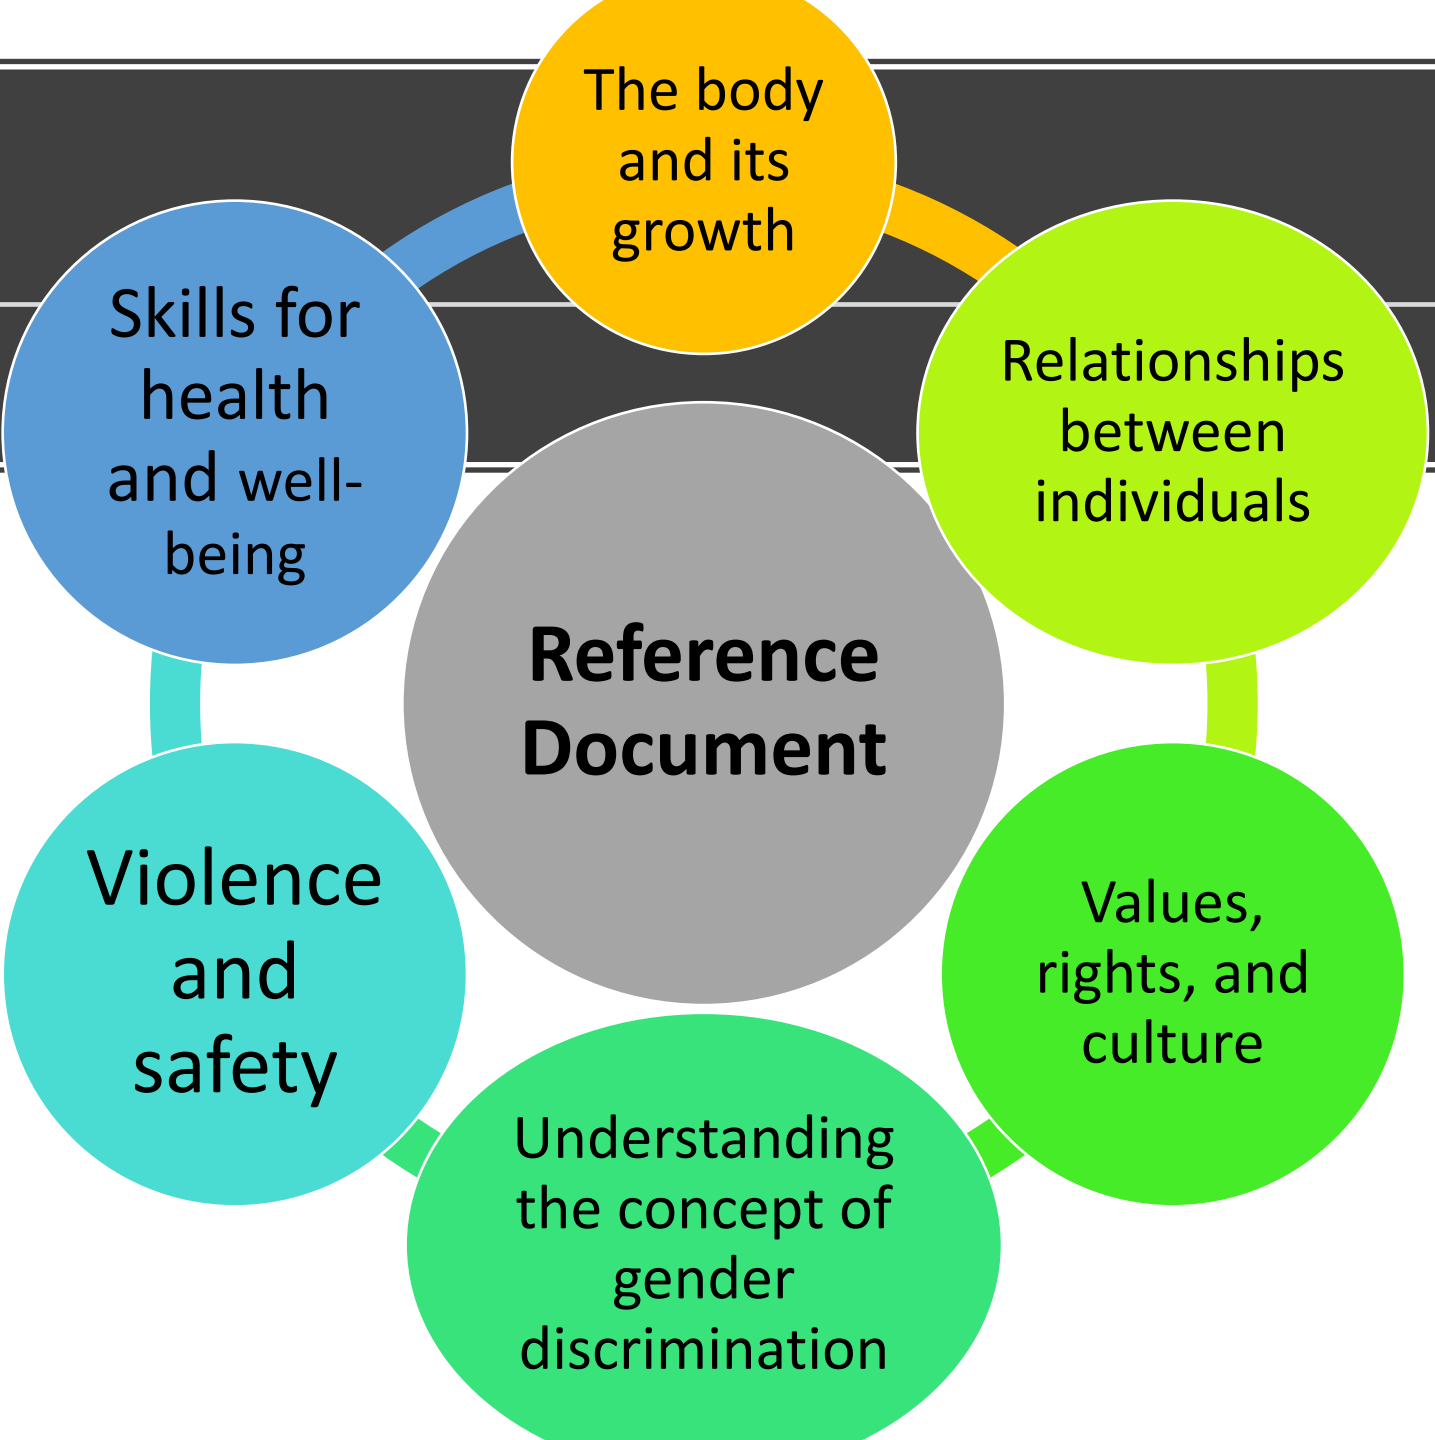 The body
and its
growth
Relationships
between
individuals
Values,
rights, and
culture
Understanding
the concept of
gender
discrimination
Violence
and
safety
Skills for
health
and well-
being
Reference
Document